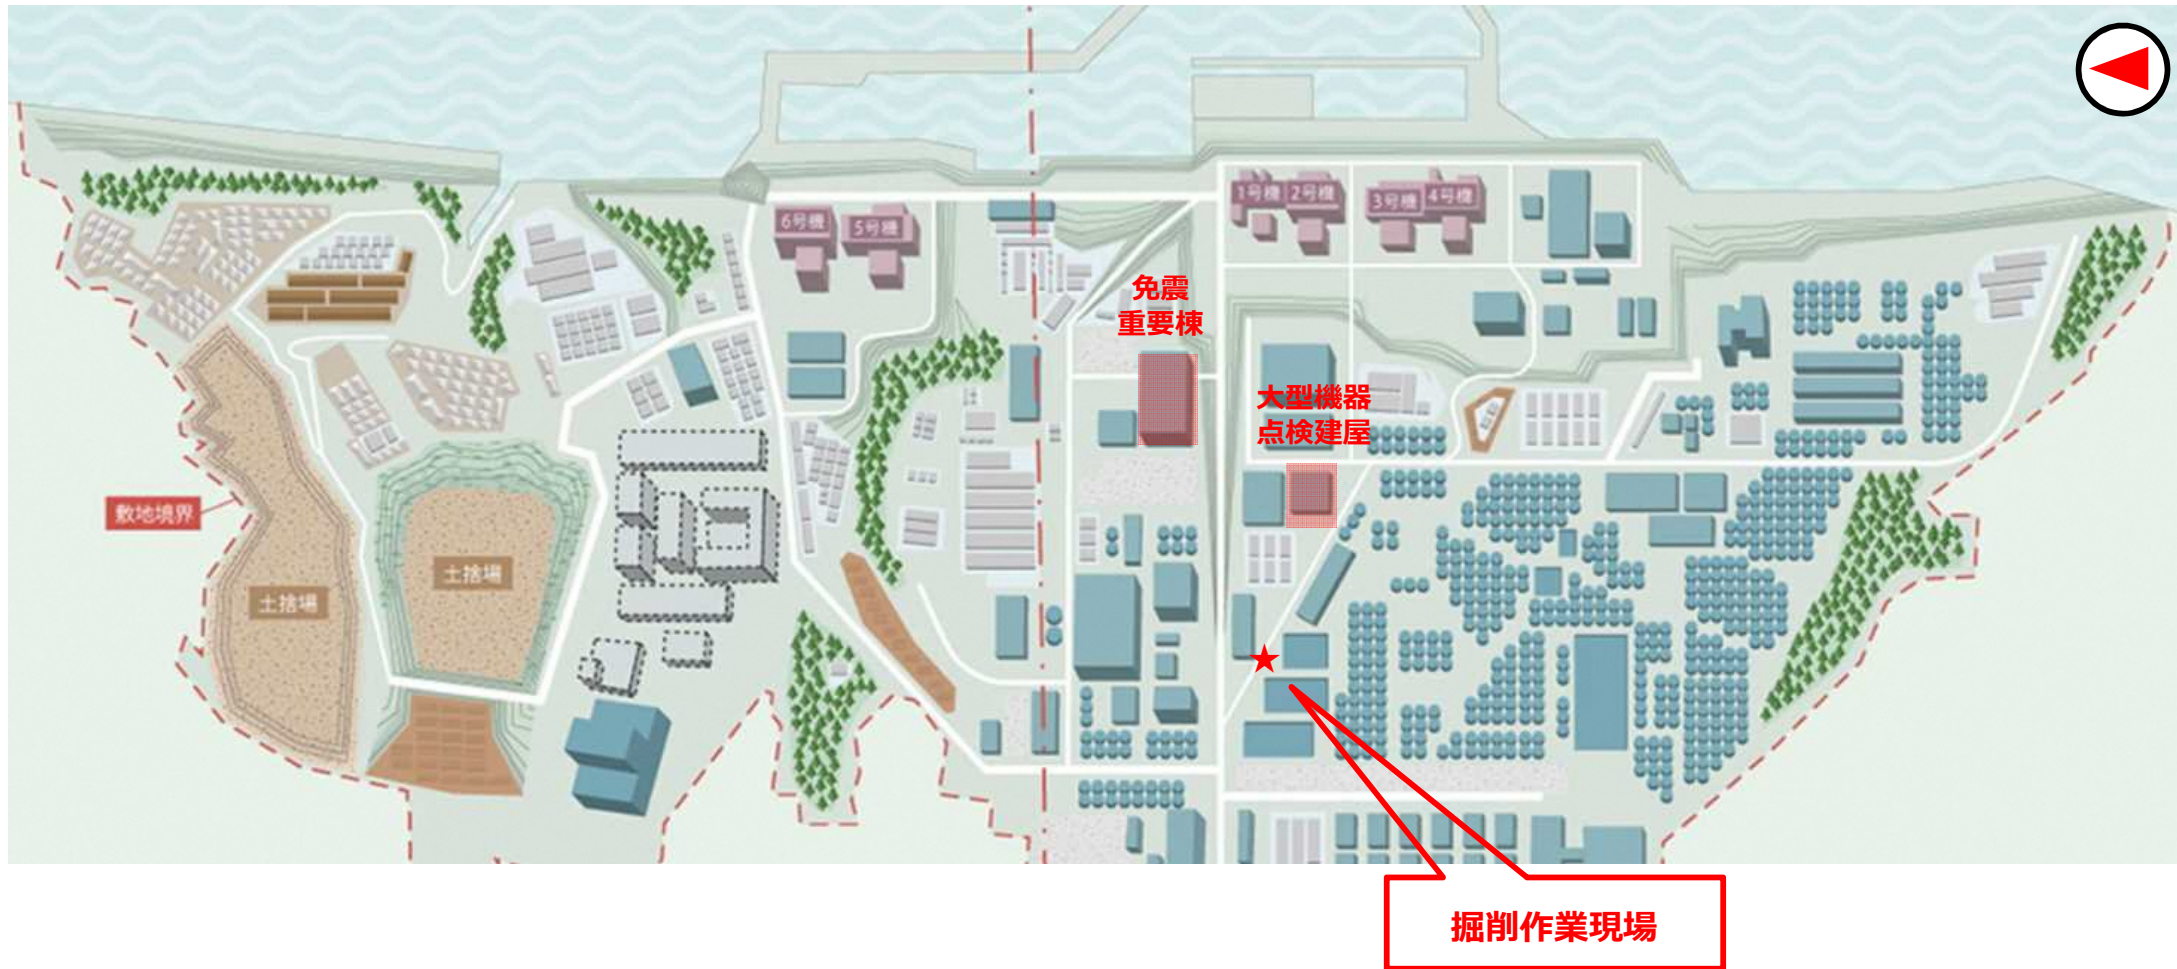 1号機
2号機
3号機
4号機
6号機
5号機
免震
重要棟
大型機器
点検建屋
敷地境界
土捨場
土捨場
掘削作業現場